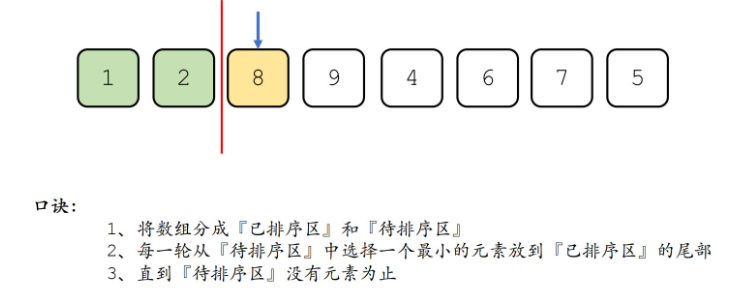 1 2 8 9 4 6 7 5
口诀：
1、将数组分成『已排序区』和『待排序区』
2、每一轮从『待排序区』中选择一个最小的元素放到『已排序区』的尾部
3、直到『待排序区』没有元素为止